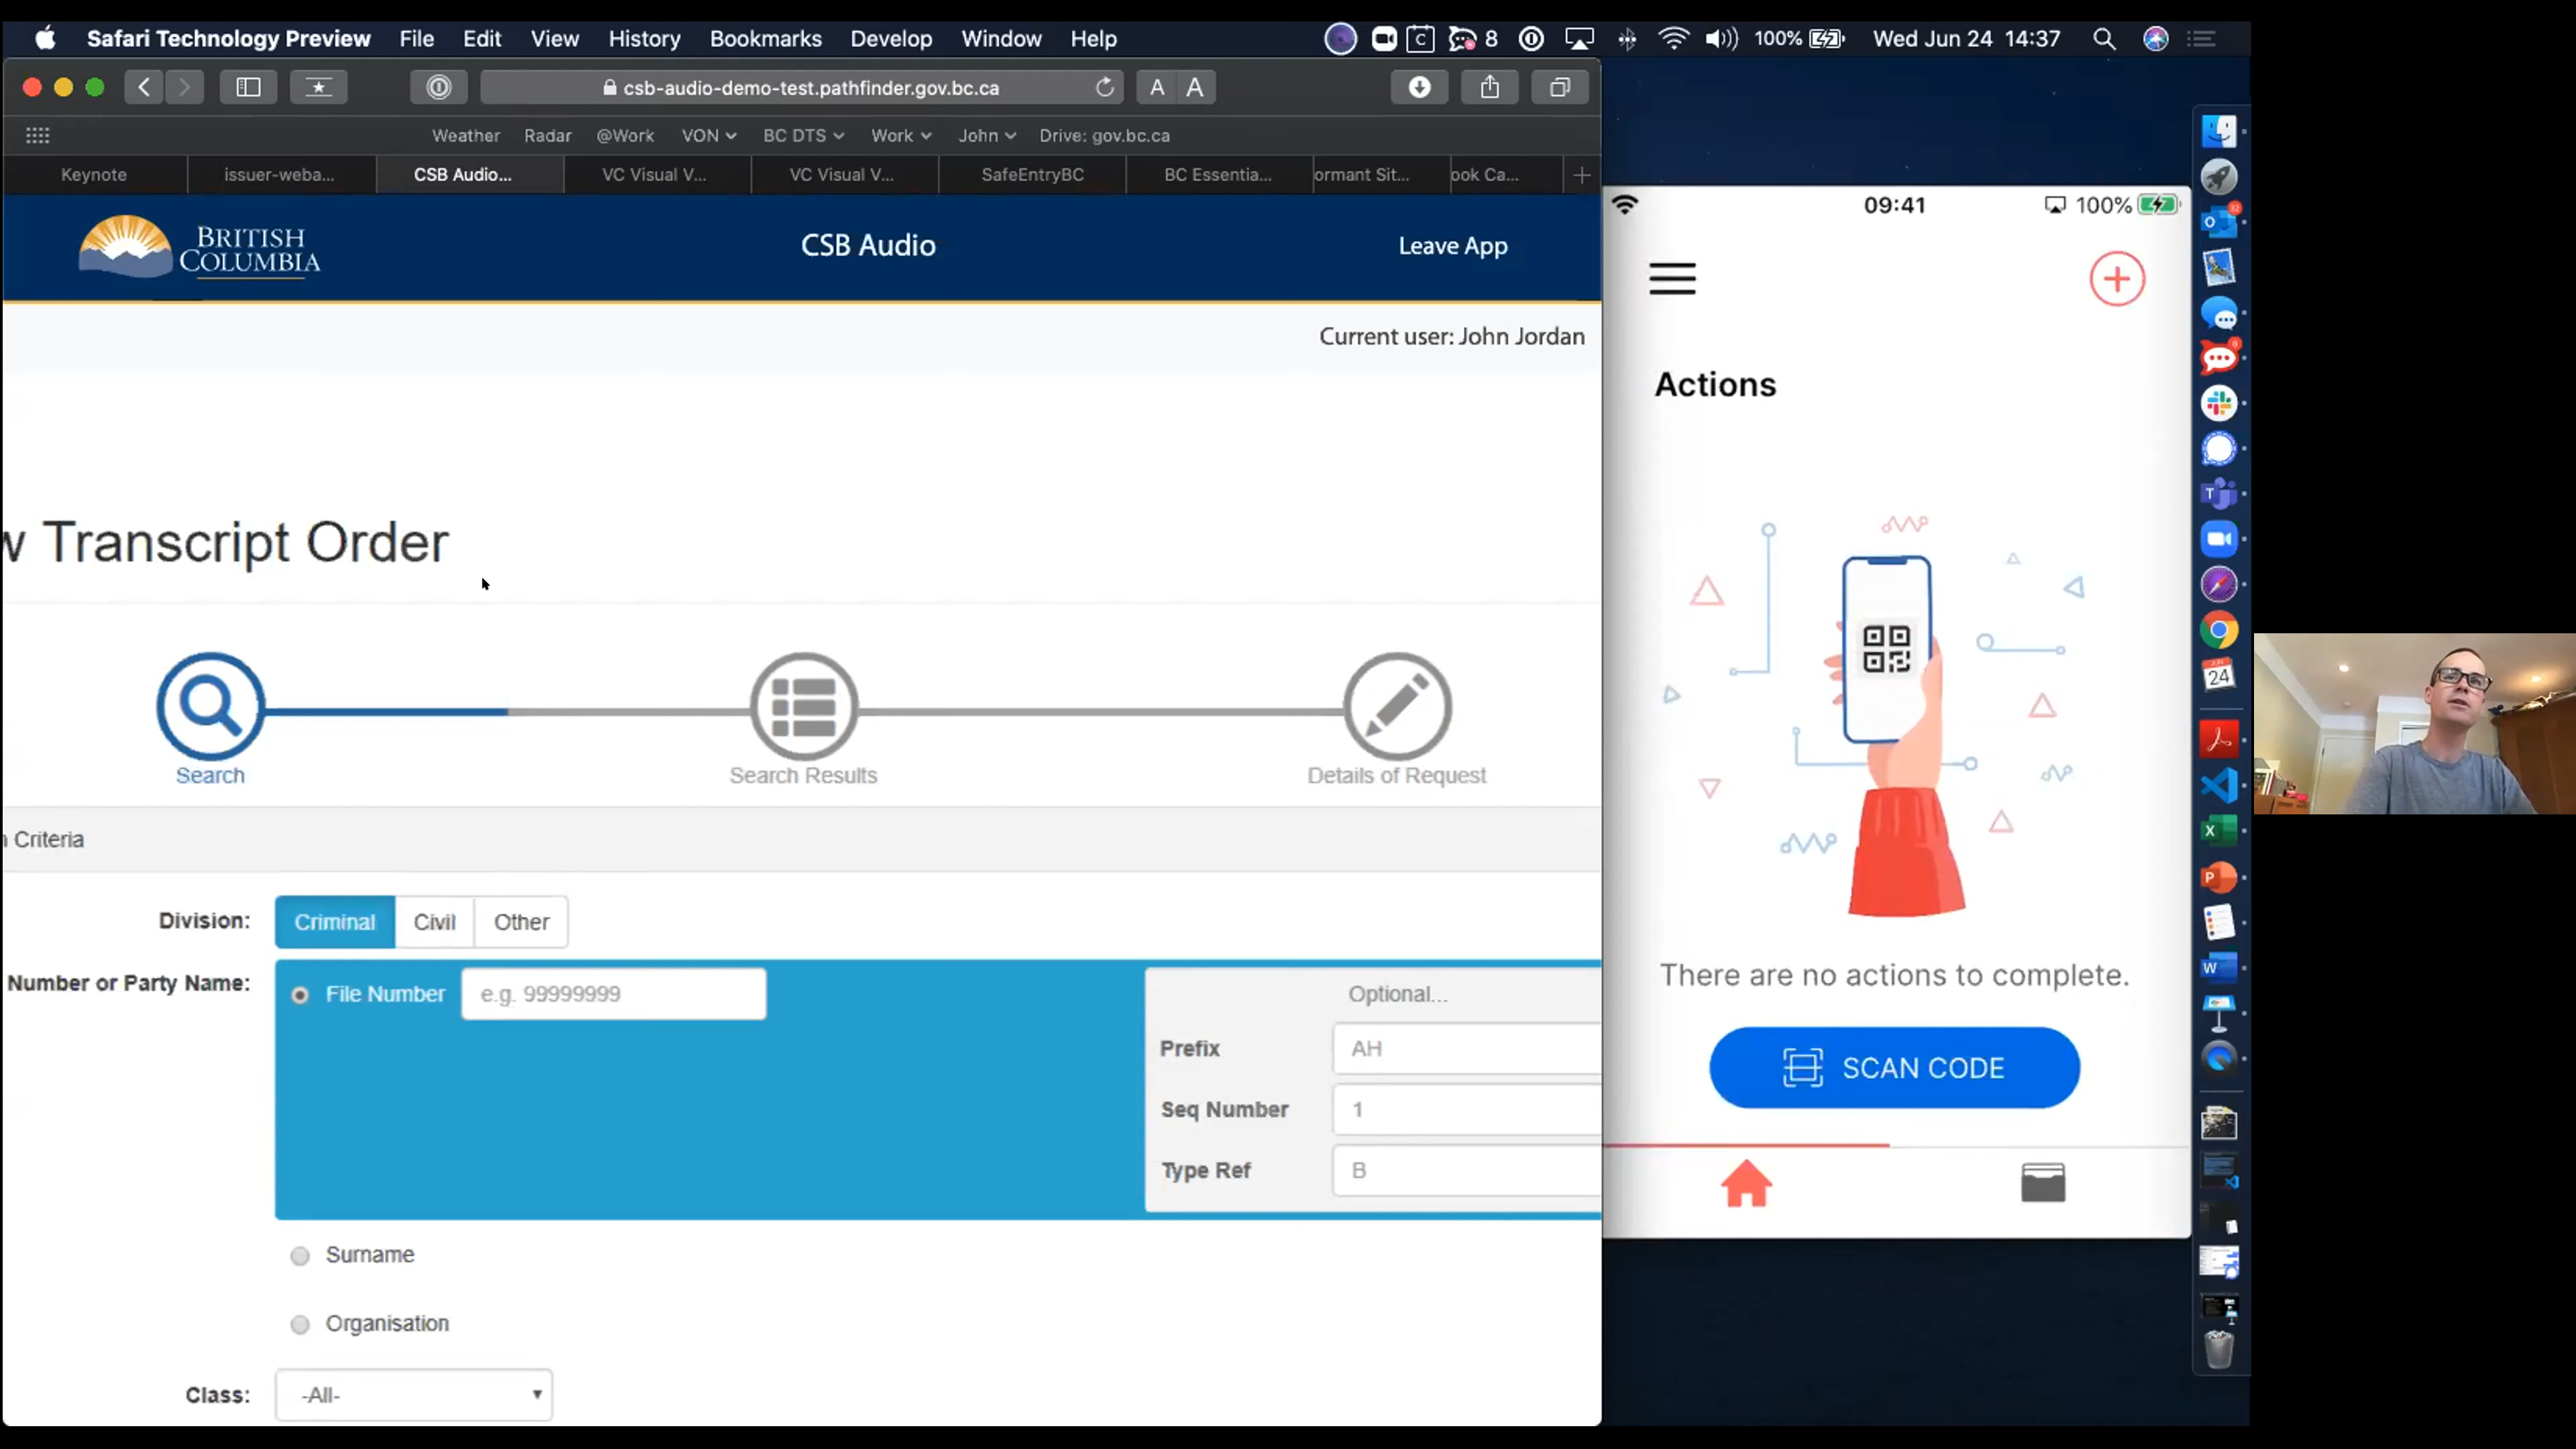 Safari Technology Preview File Edit View History Bookmarks Develop Window Help 8 100% Wed Jun 24 14:37
csb-audio-demo-test.pathfinder.gov.bc.ca A A
Weather Radar @Work VON BC DTS Work John Drive: gov.bc.ca
Keynote issuer-weba... CSB Audio... VC Visual V... VC Visual V... SafeEntryBC BC Essentia... ormant Sit... ook Ca...
BRITISH
COLUMBIA
CSB Audio
Leave App
Current user: John Jordan
w Transcript Order
Search
Search Results
Details of Request
n Criteria
Division: Criminal Civil Other
Number or Party Name: File Number e.g. 99999999
Optional...
Prefix AH
Seq Number 1
Type Ref B
Surname
Organisation
Class: -All-
09:41 100%
Actions
There are no actions to complete.
SCAN CODE
24